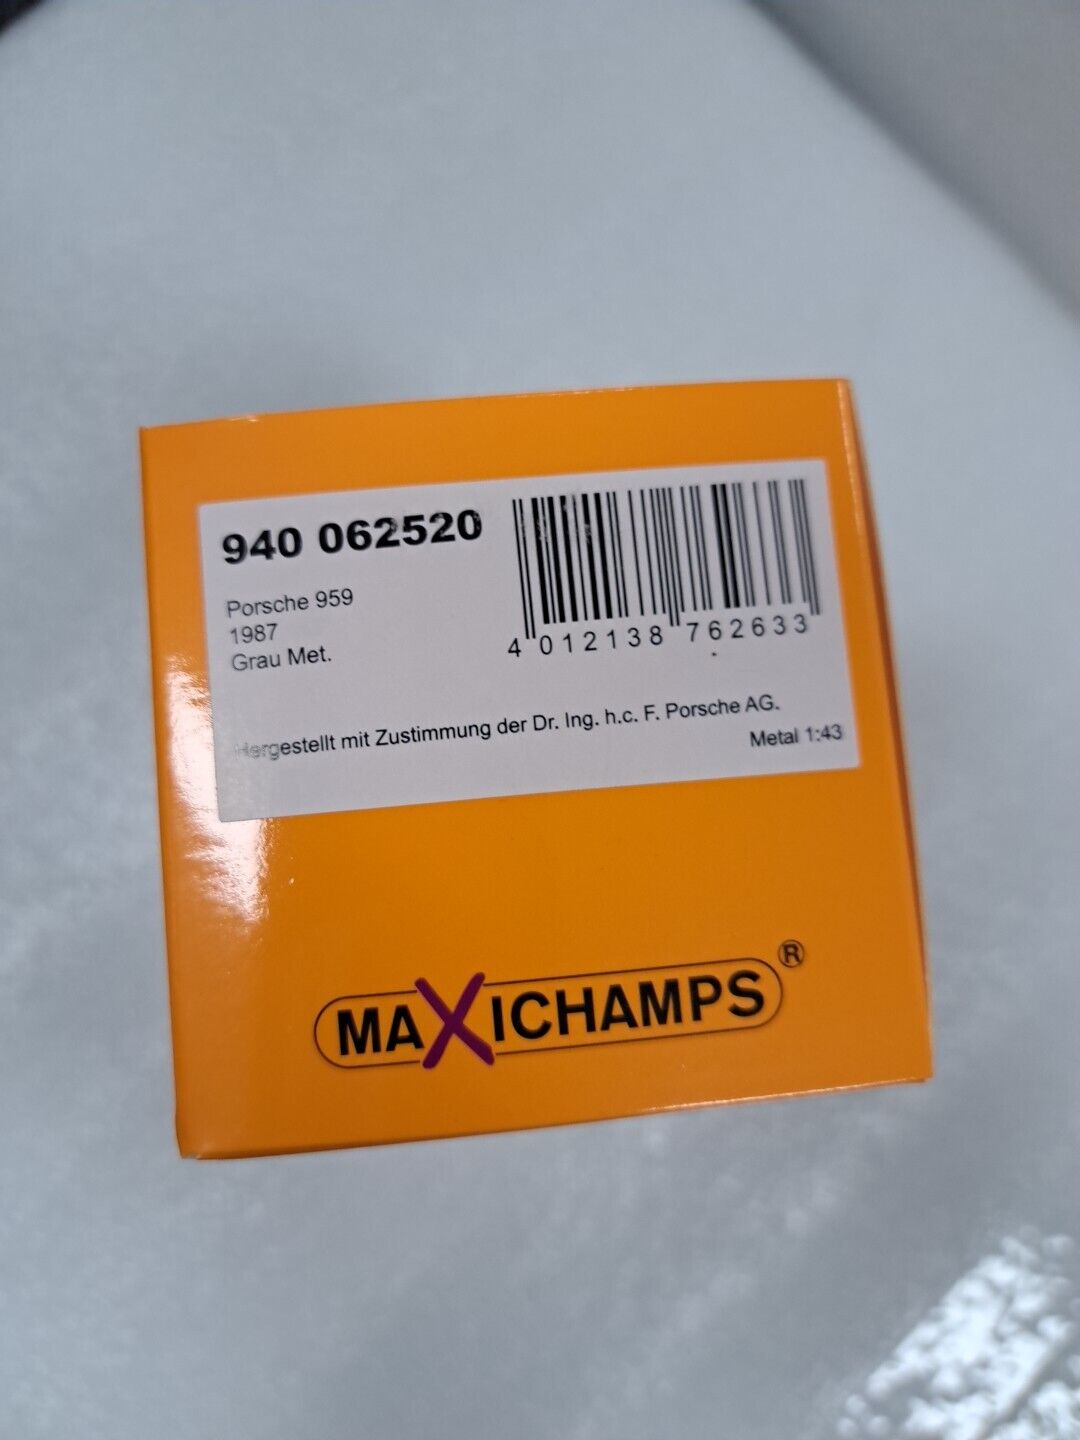 940 062520
Porsche 959
1987
Grau Met.
4 012138 762633
Hergestellt mit Zustimmung der Dr. Ing. h.c. F. Porsche AG.
Metal 1:43
MAXICHAMPS ®